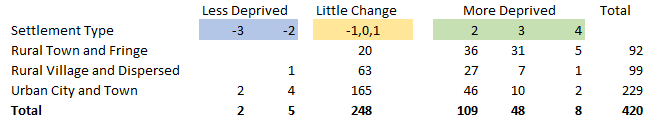 Less Deprived Little Change More Deprived Total
Settlement Type -3 -2 -1,0,1 2 3 4
Rural Town and Fringe 20 36 31 5 92
Rural Village and Dispersed 1 63 27 7 1 99
Urban City and Town 2 4 165 46 10 2 229
Total 2 5 248 109 48 8 420